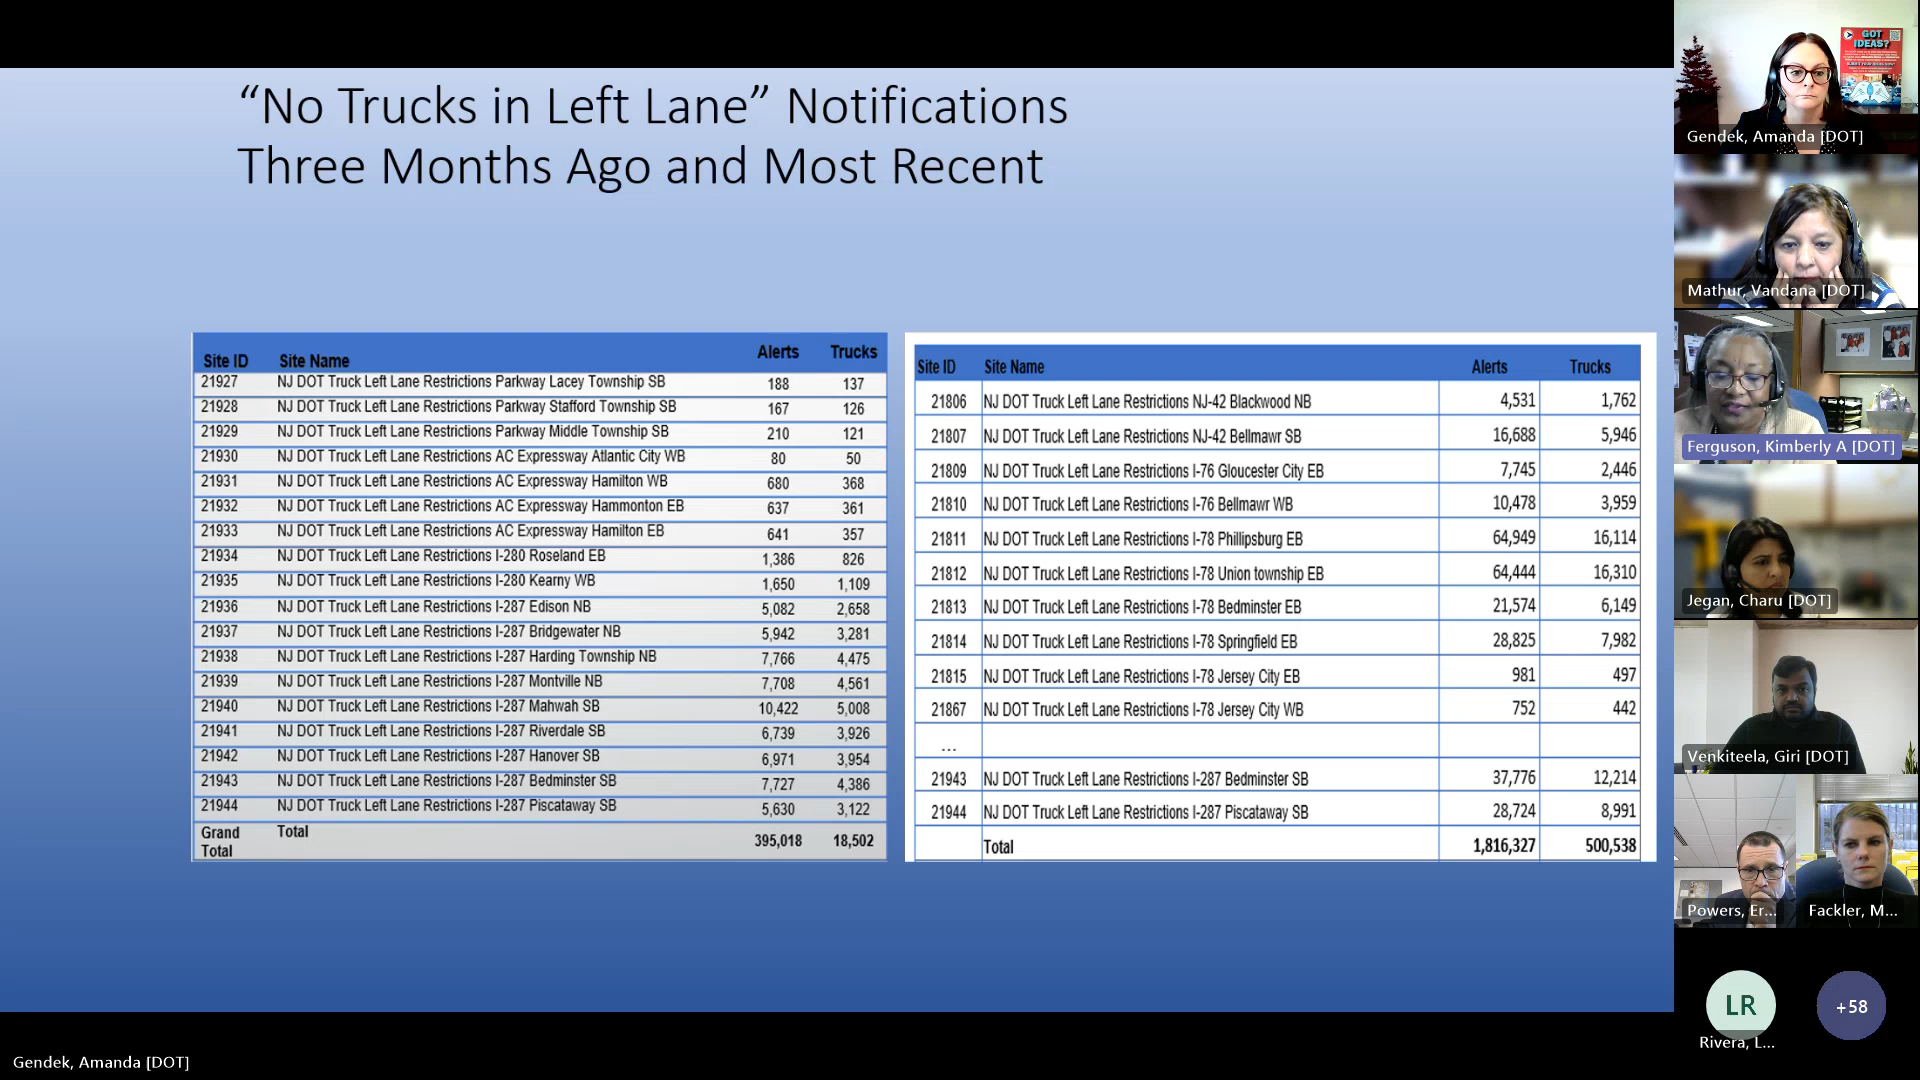 “No Trucks in Left Lane” Notifications
Three Months Ago and Most Recent
Site ID Site Name Alerts Trucks
21927 NJ DOT Truck Left Lane Restrictions Parkway Lacey Township SB 188 137
21928 NJ DOT Truck Left Lane Restrictions Parkway Stafford Township SB 167 126
21929 NJ DOT Truck Left Lane Restrictions Parkway Middle Township SB 210 121
21930 NJ DOT Truck Left Lane Restrictions AC Expressway Atlantic City WB 80 50
21931 NJ DOT Truck Left Lane Restrictions AC Expressway Hamilton WB 680 368
21932 NJ DOT Truck Left Lane Restrictions AC Expressway Hammonton EB 637 361
21933 NJ DOT Truck Left Lane Restrictions AC Expressway Hamilton EB 641 357
21934 NJ DOT Truck Left Lane Restrictions I-280 Roseland EB 1,386 826
21935 NJ DOT Truck Left Lane Restrictions I-280 Kearny WB 1,650 1,109
21936 NJ DOT Truck Left Lane Restrictions I-287 Edison NB 5,082 2,658
21937 NJ DOT Truck Left Lane Restrictions I-287 Bridgewater NB 5,942 3,281
21938 NJ DOT Truck Left Lane Restrictions I-287 Harding Township NB 7,766 4,475
21939 NJ DOT Truck Left Lane Restrictions I-287 Montville NB 7,708 4,561
21940 NJ DOT Truck Left Lane Restrictions I-287 Mahwah SB 10,422 5,008
21941 NJ DOT Truck Left Lane Restrictions I-287 Riverdale SB 6,739 3,926
21942 NJ DOT Truck Left Lane Restrictions I-287 Hanover SB 6,971 3,954
21943 NJ DOT Truck Left Lane Restrictions I-287 Bedminster SB 7,727 4,386
21944 NJ DOT Truck Left Lane Restrictions I-287 Piscataway SB 5,630 3,122
Grand Total Total 395,018 18,502
Site ID Site Name Alerts Trucks
21806 NJ DOT Truck Left Lane Restrictions NJ-42 Blackwood NB 4,531 1,762
21807 NJ DOT Truck Left Lane Restrictions NJ-42 Bellmawr SB 16,688 5,946
21809 NJ DOT Truck Left Lane Restrictions I-76 Gloucester City EB 7,745 2,446
21810 NJ DOT Truck Left Lane Restrictions I-76 Bellmawr WB 10,478 3,959
21811 NJ DOT Truck Left Lane Restrictions I-78 Phillipsburg EB 64,949 16,114
21812 NJ DOT Truck Left Lane Restrictions I-78 Union township EB 64,444 16,310
21813 NJ DOT Truck Left Lane Restrictions I-78 Bedminster EB 21,574 6,149
21814 NJ DOT Truck Left Lane Restrictions I-78 Springfield EB 28,825 7,982
21815 NJ DOT Truck Left Lane Restrictions I-78 Jersey City EB 981 497
21867 NJ DOT Truck Left Lane Restrictions I-78 Jersey City WB 752 442
...
21943 NJ DOT Truck Left Lane Restrictions I-287 Bedminster SB 37,776 12,214
21944 NJ DOT Truck Left Lane Restrictions I-287 Piscataway SB 28,724 8,991
Total 1,816,327 500,538
GOT
IDEAS?
Gendek, Amanda [DOT]
Mathur, Vandana [DOT]
Ferguson, Kimberly A [DOT]
Jegan, Charu [DOT]
Venkiteela, Giri [DOT]
Powers, Er...
Fackler, M...
LR
+58
Rivera, L...
Gendek, Amanda [DOT]